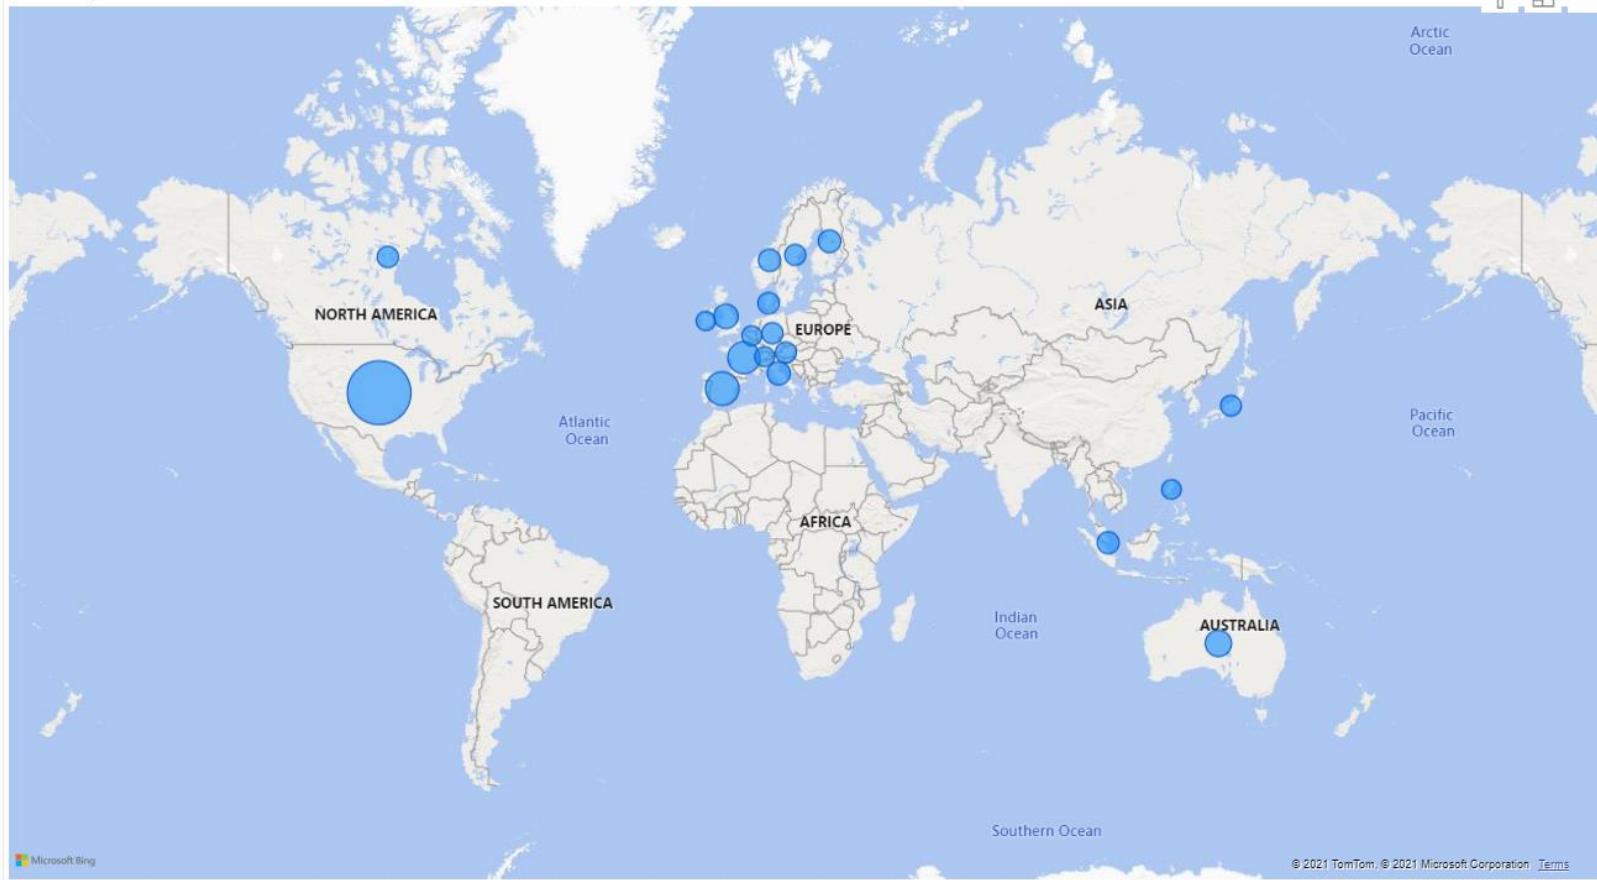 Arctic
Ocean
NORTH AMERICA
ASIA
EUROPE
Atlantic
Ocean
Pacific
Ocean
AFRICA
SOUTH AMERICA
Indian
Ocean
AUSTRALIA
Southern Ocean
Microsoft Bing
© 2021 TomTom, © 2021 Microsoft Corporation Terms